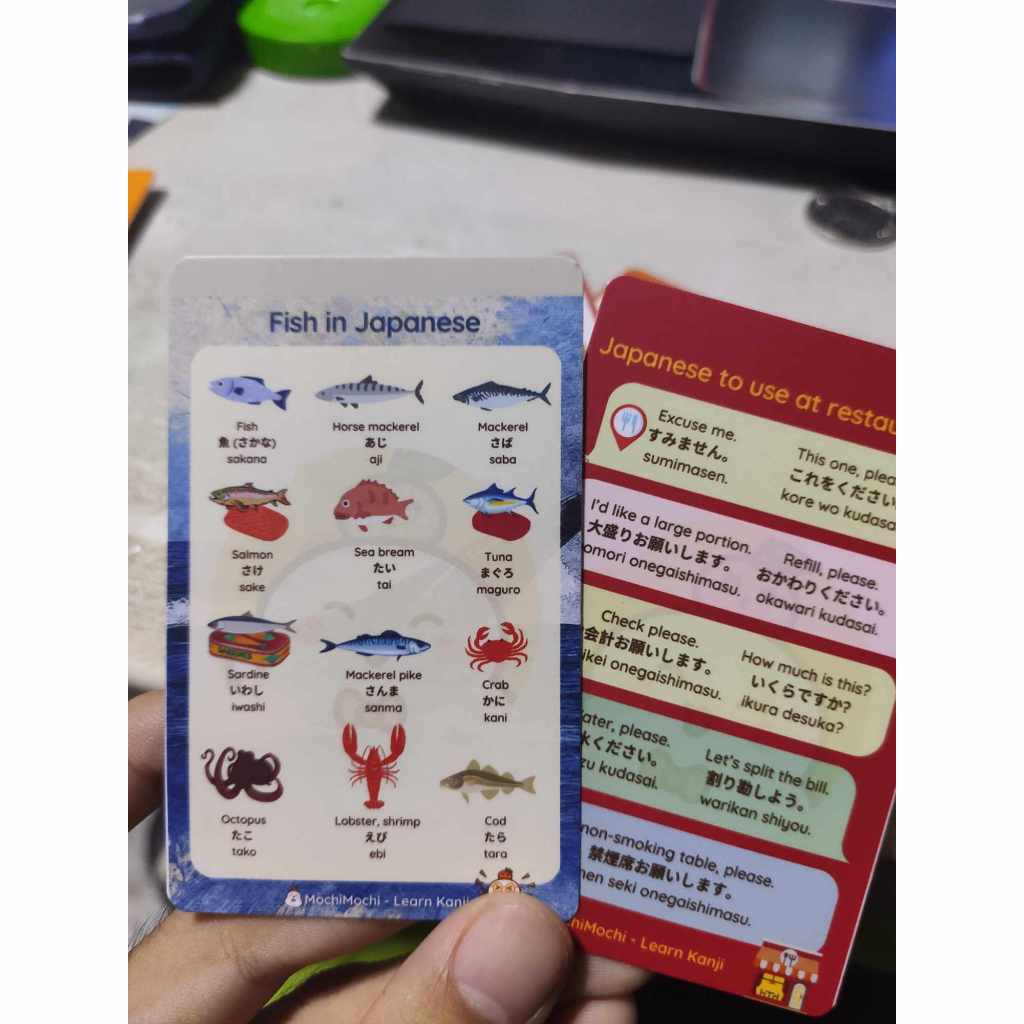 Fish in Japanese
Fish
魚 (さかな)
sakana
Horse mackerel
あじ
aji
Mackerel
さば
saba
Salmon
さけ
sake
Sea bream
たい
tai
Tuna
まぐろ
maguro
Sardine
いわし
iwashi
Mackerel pike
さんま
sanma
Crab
かに
kani
Octopus
たこ
tako
Lobster, shrimp
えび
ebi
Cod
たら
tara
MochiMochi - Learn Kanji
Japanese to use at restau
Excuse me.
すみません。
sumimasen.
This one, plea
これをください
kore wo kudasa
I'd like a large portion.
大盛りお願いします。
omori onegaishimasu.
Refill, please.
おかわりください。
okawari kudasai.
Check please.
会計お願いします。
ikei onegaishimasu.
How much is this?
いくらですか?
ikura desuka?
ater, please.
水ください。
zu kudasai.
Let's split the bill.
割り勘しよう。
warikan shiyou.
non-smoking table, please.
禁煙席お願いします。
en seki onegaishimasu.
hiMochi - Learn Kanji